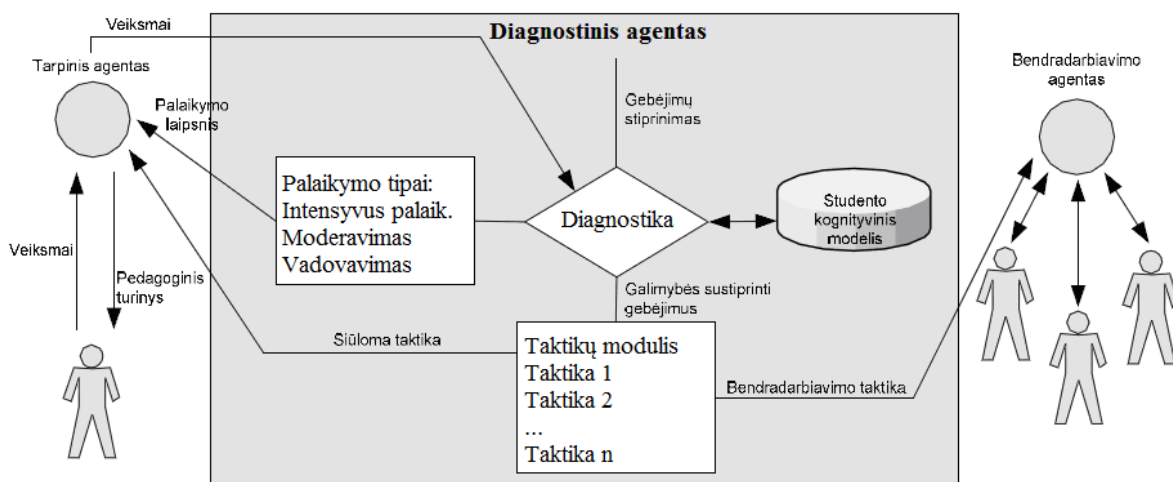 Veiksmai
Diagnostinis agentas
Tarpinis agentas
Bendradarbiavimo
agentas
Palaikymo
laipsnis
Gebėjimų
stiprinimas
Palaikymo tipai:
Intensyvus palaik.
Moderavimas
Vadovavimas
Diagnostika
Studento
kognityvinis
modelis
Veiksmai
Pedagoginis
turinys
Galimybės sustiprinti
gebėjimus
Siūloma taktika
Taktikų modulis
Taktika 1
Taktika 2
...
Taktika n
Bendradarbiavimo taktika